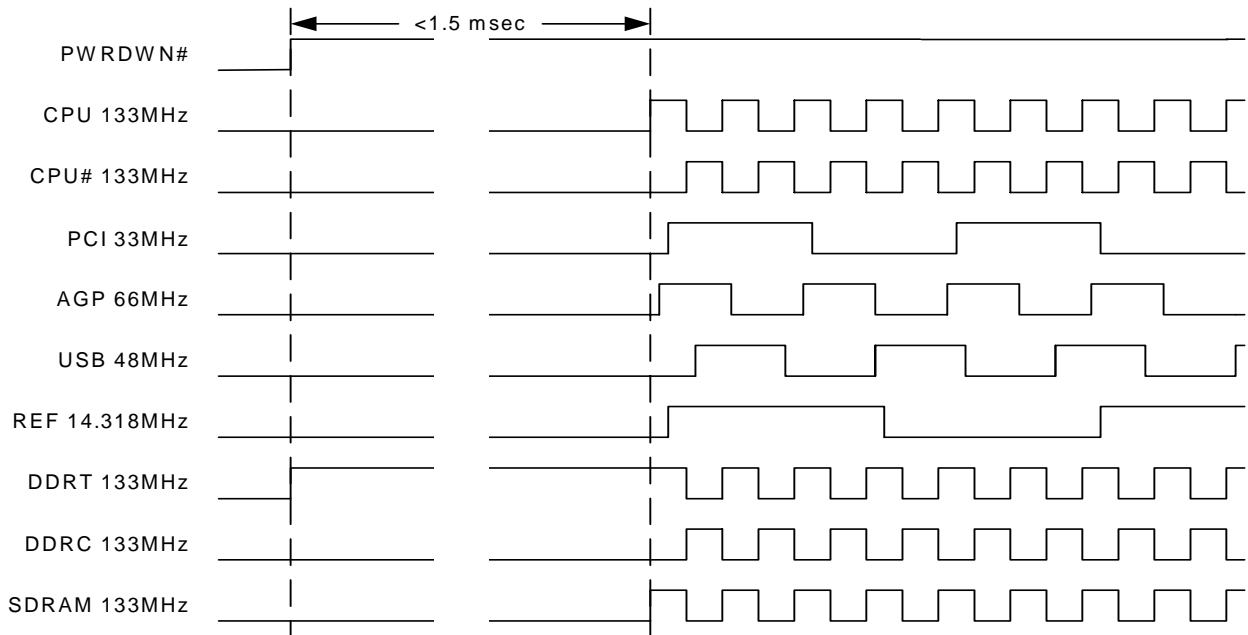 <1.5 msec
PWRDWN#
CPU 133MHz
CPU# 133MHz
PCI 33MHz
AGP 66MHz
USB 48MHz
REF 14.318MHz
DDRT 133MHz
DDRC 133MHz
SDRAM 133MHz